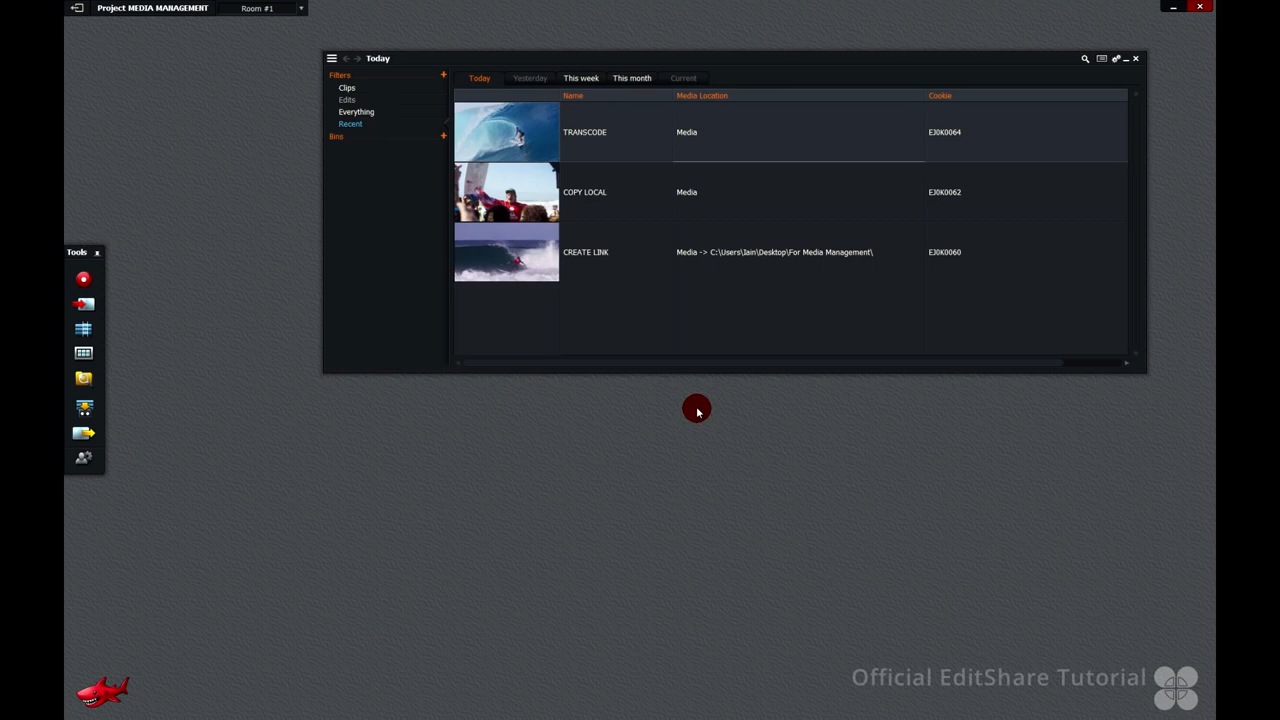 Project MEDIA MANAGEMENT
Room #1
Today
Filters
Clips
Edits
Everything
Recent
Bins
Today Yesterday This week This month Current
Name Media Location Cookie
TRANSCODE Media EJ0K0064
COPY LOCAL Media EJ0K0062
CREATE LINK Media -> C:\Users\Iain\Desktop\For Media Management\ EJ0K0060
Tools
Official EditShare Tutorial